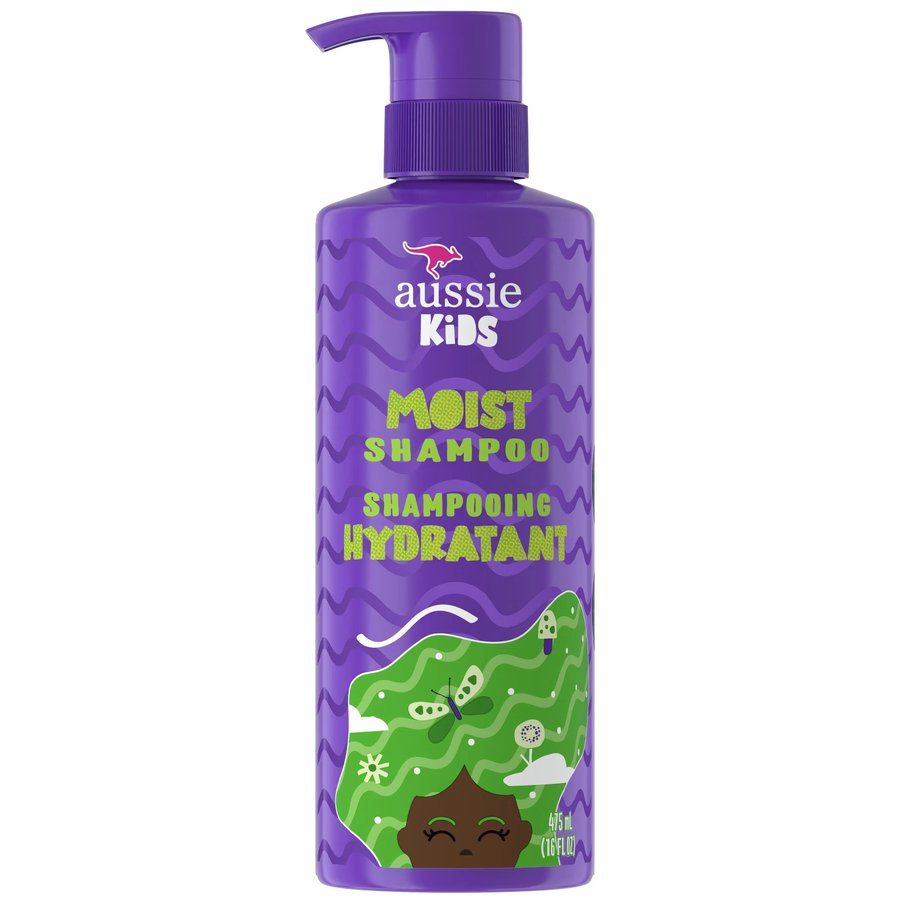 aussie
KiDS
MOIST
SHAMPOO
SHAMPOOING
HYDRATANT
475 mL
(16 FL OZ)